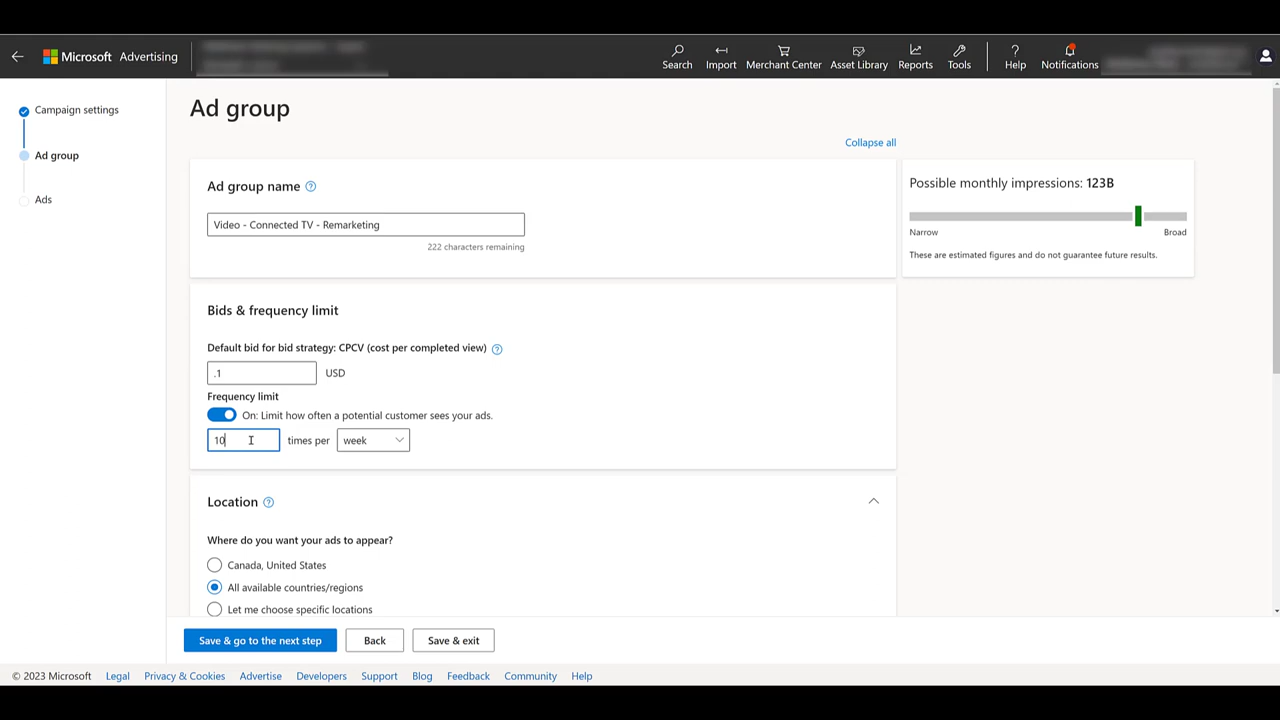 Microsoft Advertising
Search
Import
Merchant Center
Asset Library
Reports
Tools
Help
Notifications
Campaign settings
Ad group
Ads
Ad group
Collapse all
Ad group name
Video - Connected TV - Remarketing
222 characters remaining
Possible monthly impressions: 123B
Narrow
Broad
These are estimated figures and do not guarantee future results.
Bids & frequency limit
Default bid for bid strategy: CPCV (cost per completed view)
.1 USD
Frequency limit
On: Limit how often a potential customer sees your ads.
10 times per week
Location
Where do you want your ads to appear?
Canada, United States
All available countries/regions
Let me choose specific locations
Save & go to the next step
Back
Save & exit
© 2023 Microsoft Legal Privacy & Cookies Advertise Developers Support Blog Feedback Community Help